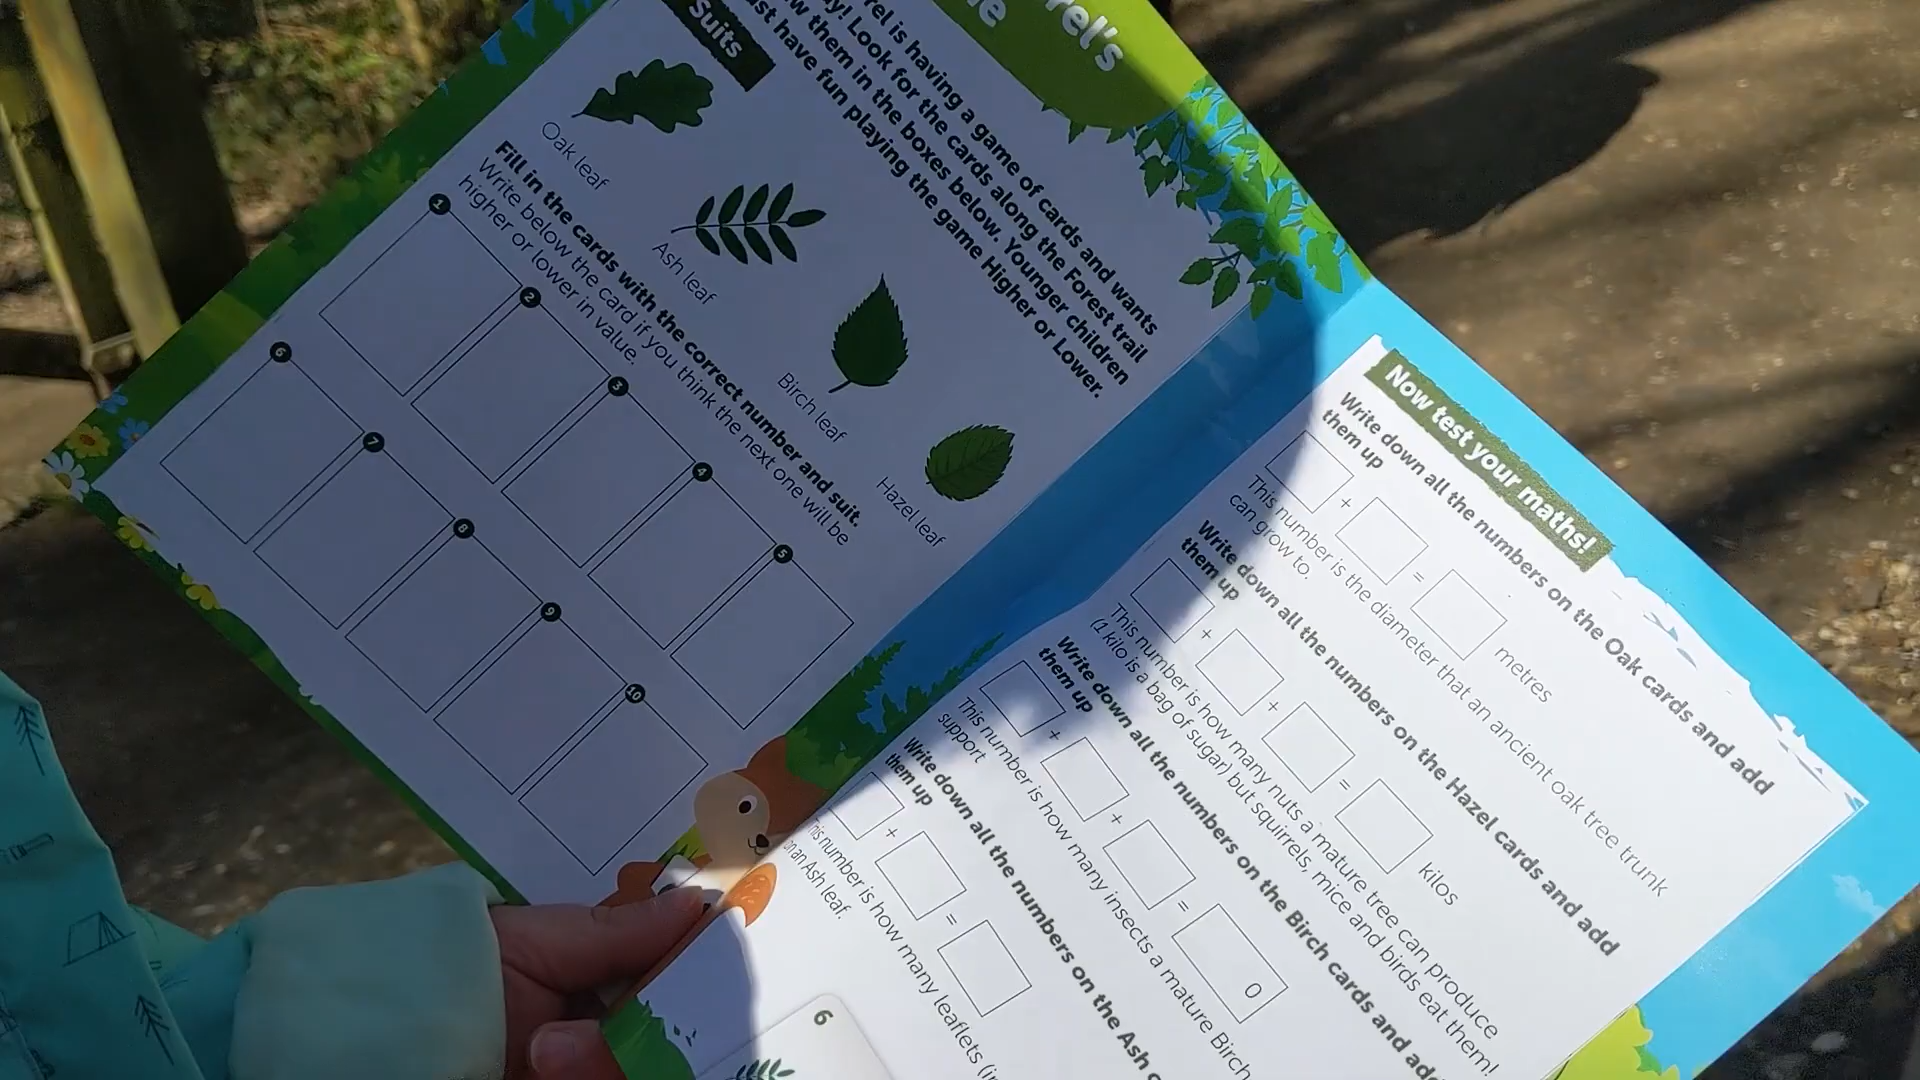 rel's
rel is having a game of cards and wants
Look for the cards along the Forest trail
them in the boxes below. Younger children
have fun playing the game Higher or Lower.
Suits
Oak leaf
Ash leaf
Birch leaf
Hazel leaf
Fill in the cards with the correct number and suit.
Write below the card if you think the next one will be
higher or lower in value.
1
2
3
4
5
6
7
8
9
10
Now test your maths!
Write down all the numbers on the Oak cards and add
them up
+ = metres
This number is the diameter that an ancient oak tree trunk
can grow to.
Write down all the numbers on the Hazel cards and add
them up
+ + = kilos
This number is how many nuts a mature tree can produce
(1 kilo is a bag of sugar) but squirrels, mice and birds eat them!
Write down all the numbers on the Birch cards and add
them up
+ + = 0
This number is how many insects a mature Birch
support
Write down all the numbers on the Ash
them up
+ =
This number is how many leaflets
on an Ash leaf.
6